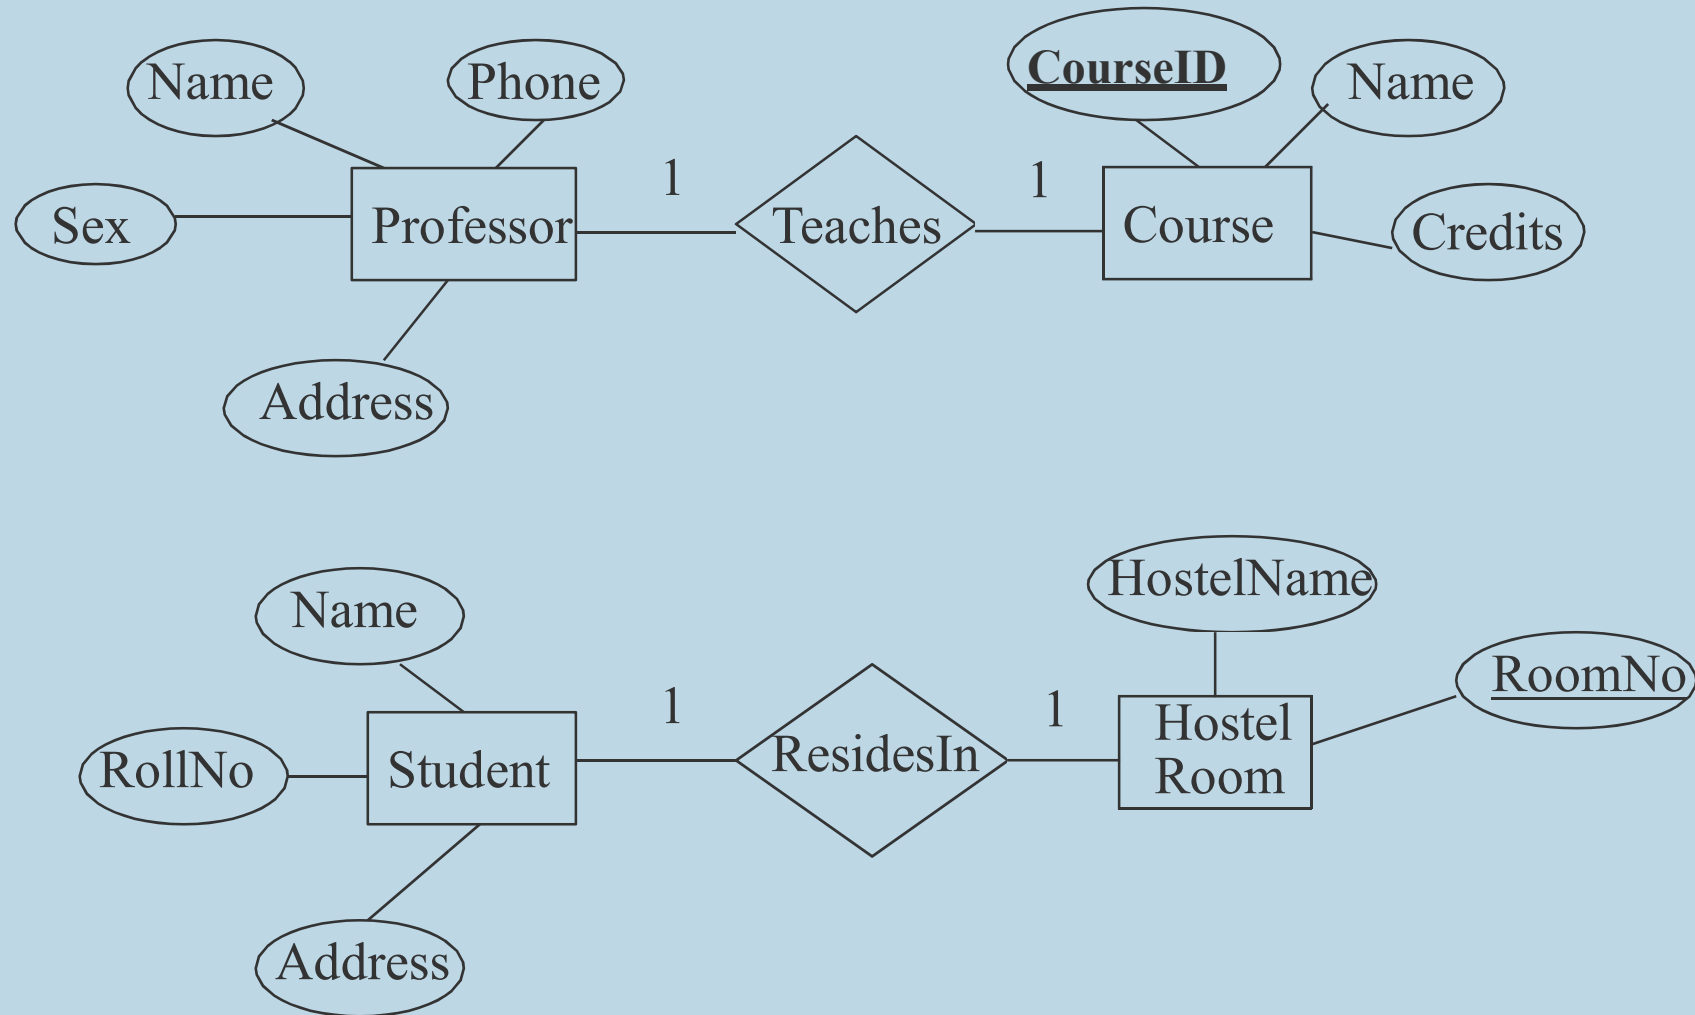 Name
Phone
CourseID
Name
Sex
Professor
1
Teaches
1
Course
Credits
Address
Name
HostelName
RoomNo
RollNo
Student
1
ResidesIn
1
Hostel
Room
Address